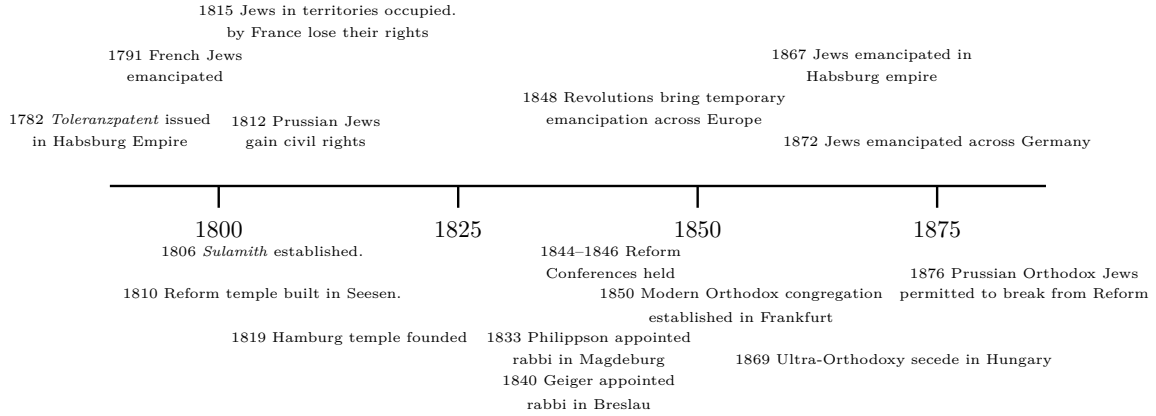 1815 Jews in territories occupied.
by France lose their rights
1791 French Jews
emancipated
1867 Jews emancipated in
Habsburg empire
1848 Revolutions bring temporary
emancipation across Europe
1782 Toleranzpatent issued
in Habsburg Empire
1812 Prussian Jews
gain civil rights
1872 Jews emancipated across Germany
1800
1825
1850
1875
1806 Sulamith established.
1844–1846 Reform
Conferences held
1876 Prussian Orthodox Jews
permitted to break from Reform
1810 Reform temple built in Seesen.
1850 Modern Orthodox congregation
established in Frankfurt
1819 Hamburg temple founded
1833 Philippson appointed
rabbi in Magdeburg
1869 Ultra-Orthodoxy secede in Hungary
1840 Geiger appointed
rabbi in Breslau